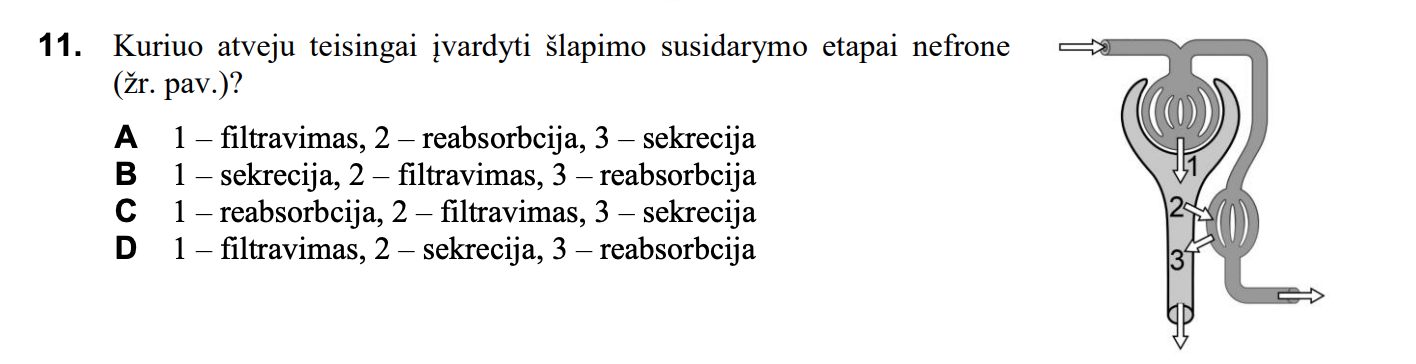 11. Kuriuo atveju teisingai įvardyti šlapimo susidarymo etapai nefrone
(žr. pav.)?
A 1 – filtravimas, 2 – reabsorbcija, 3 – sekrecija
B 1 – sekrecija, 2 – filtravimas, 3 – reabsorbcija
C 1 – reabsorbcija, 2 – filtravimas, 3 – sekrecija
D 1 – filtravimas, 2 – sekrecija, 3 – reabsorbcija
1
2
3